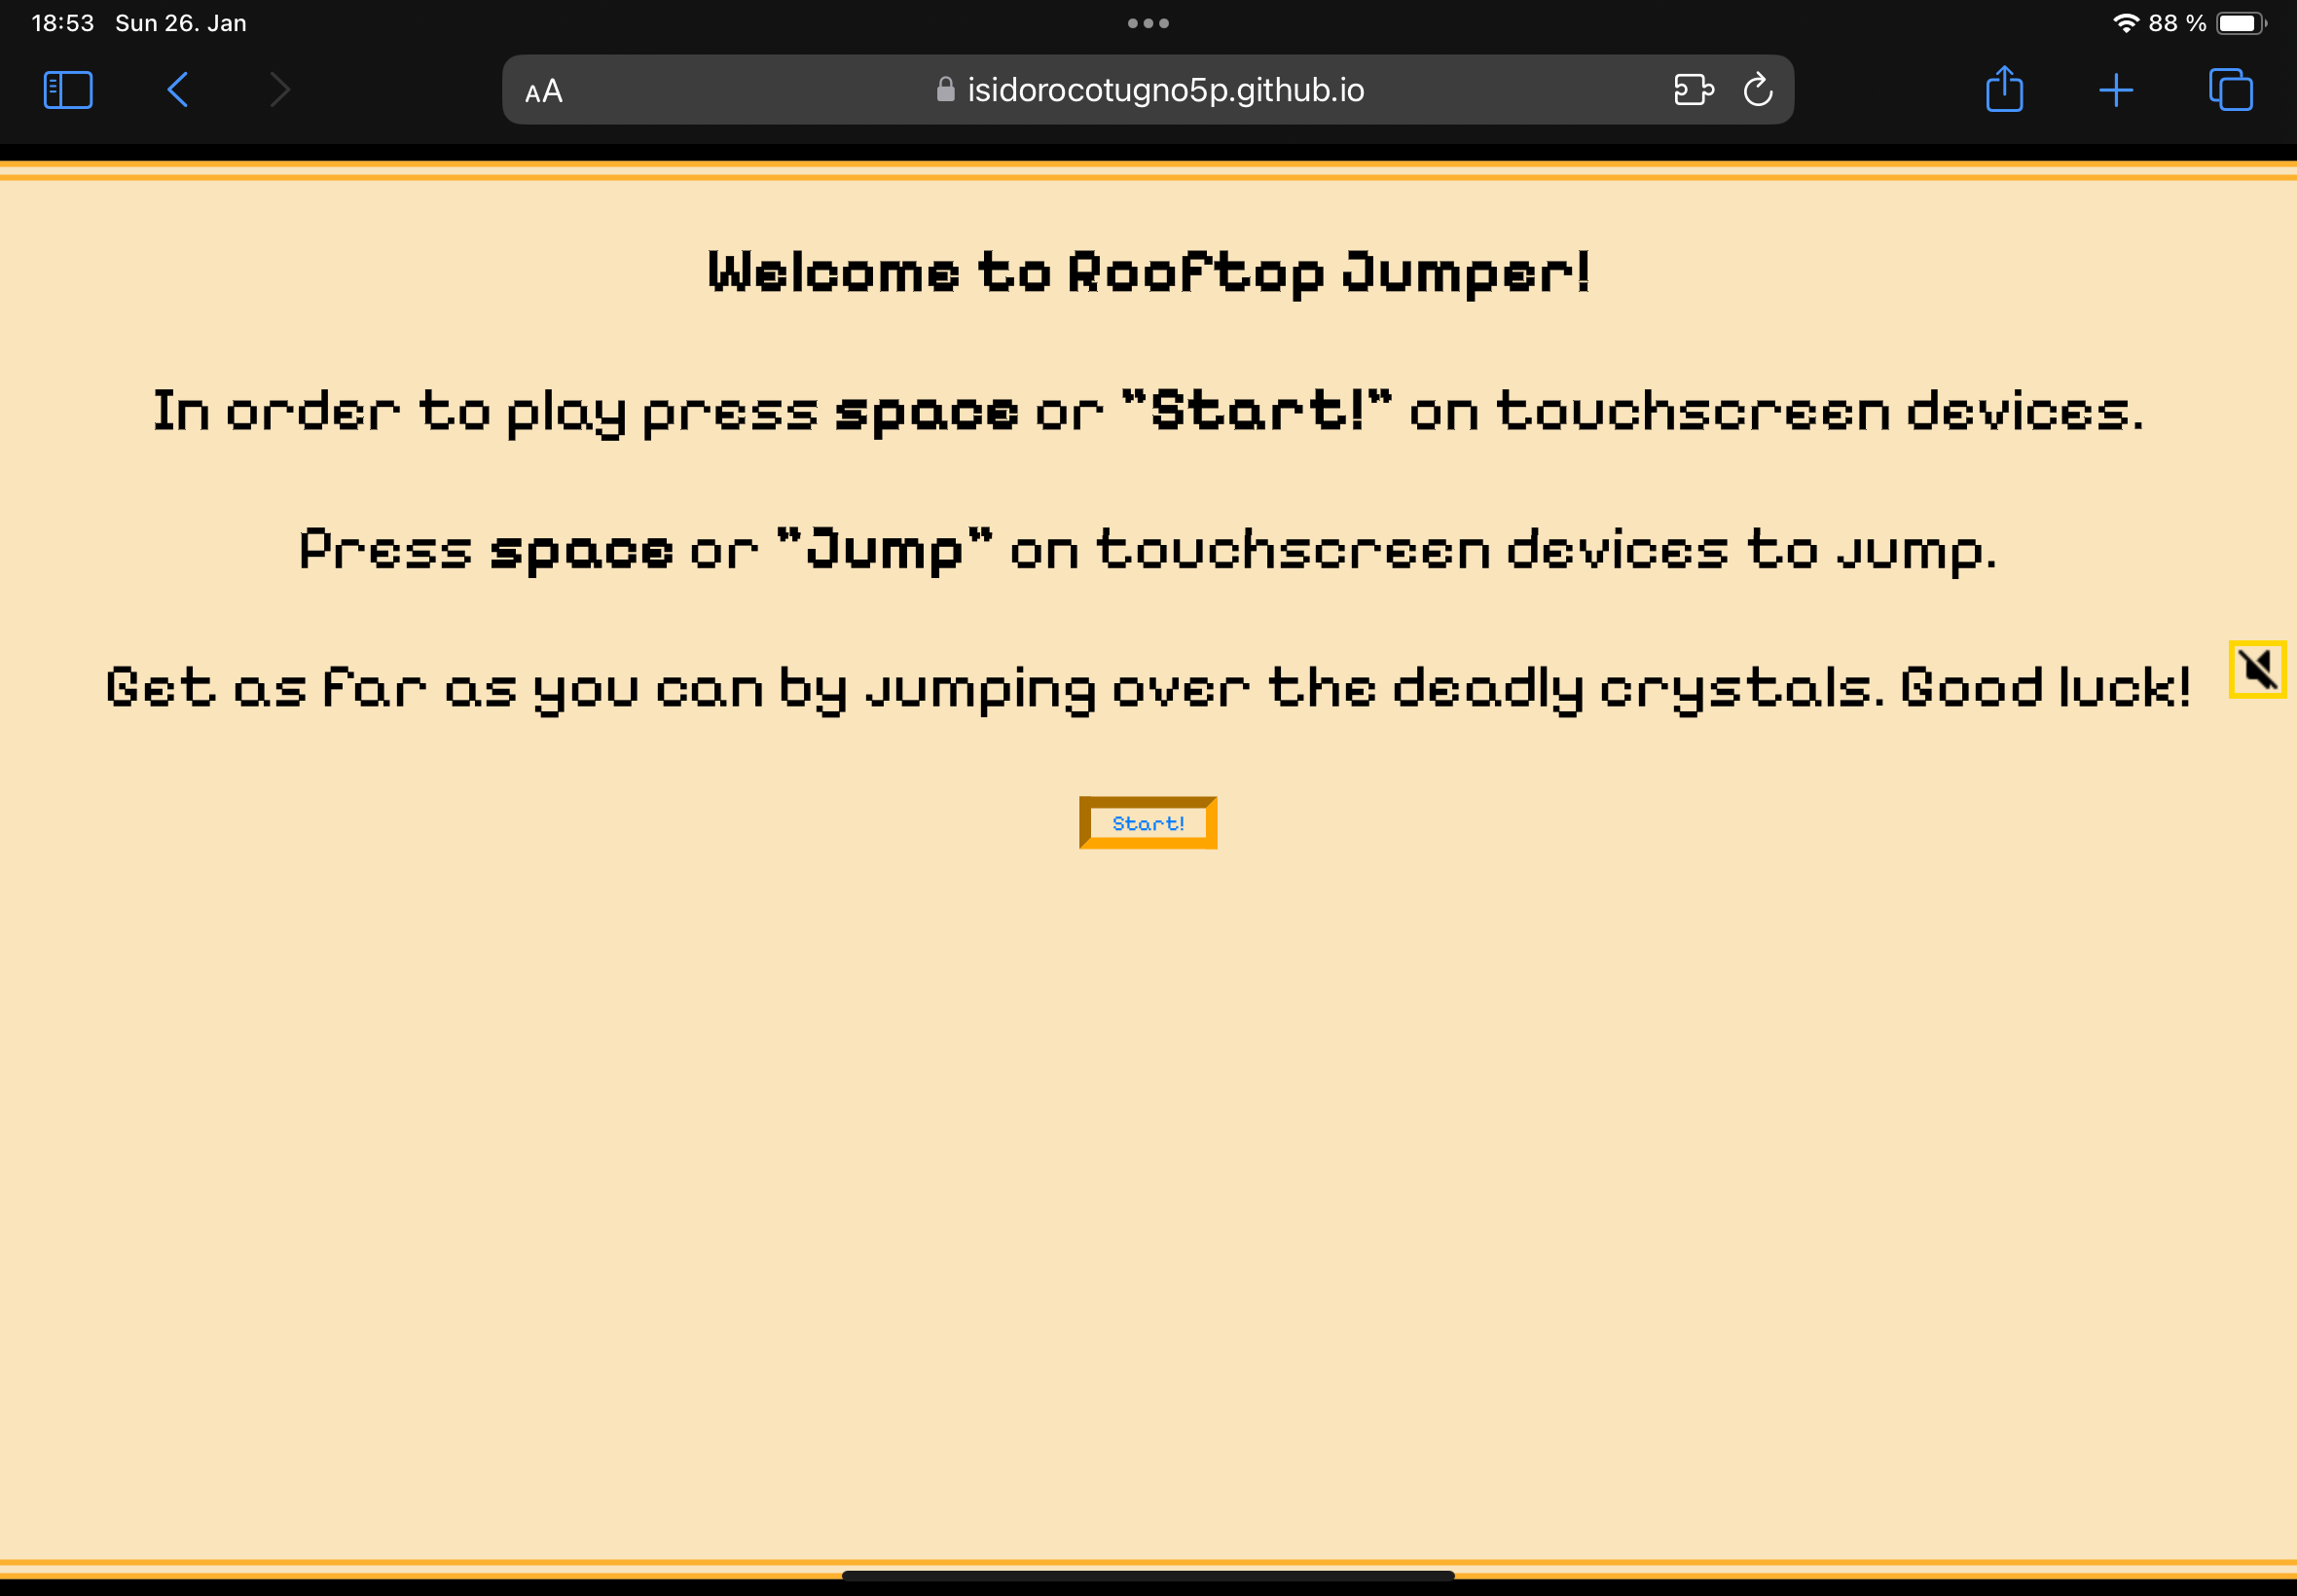 18:53 Sun 26. Jan
88 %
AA
isidorocotugno5p.github.io
Welcome to Rooftop Jumper!
In order to play press space or "Start!" on touchscreen devices.
Press space or "Jump" on touchscreen devices to jump.
Get as far as you can by jumping over the deadly crystals. Good luck!
Start!